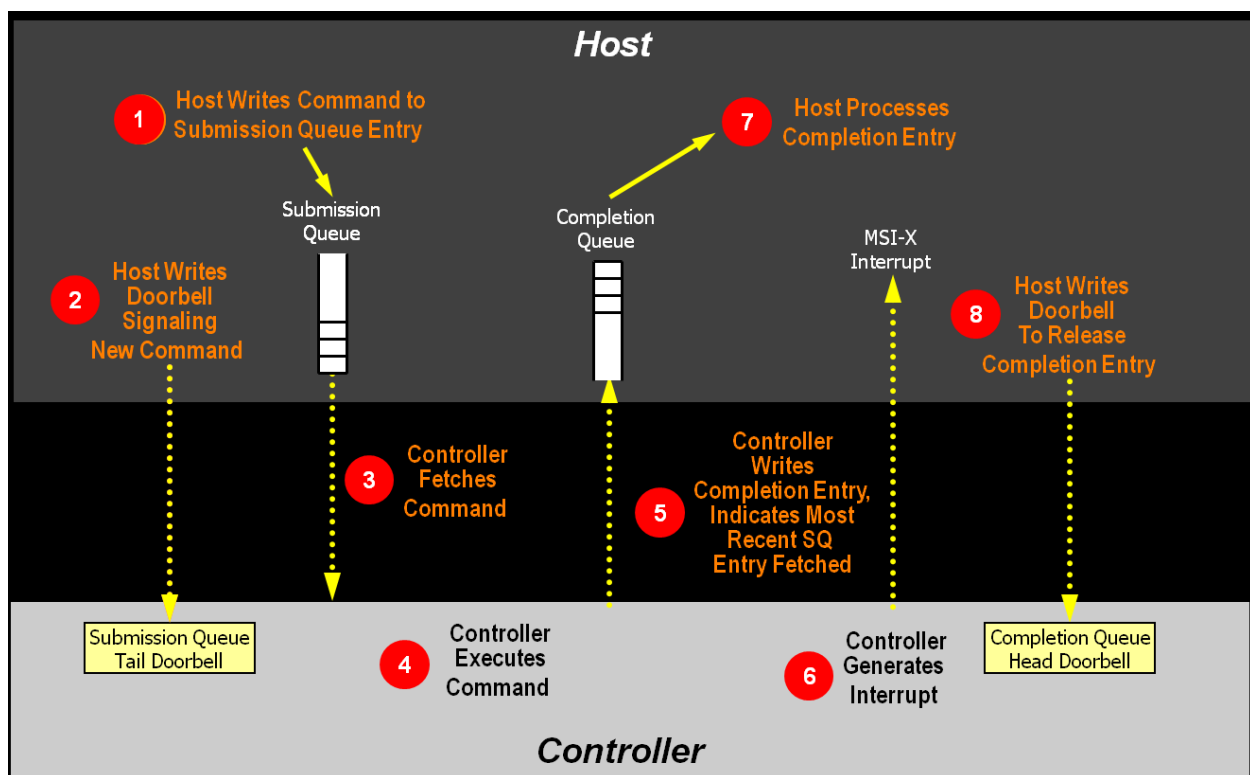 Host
1
Host Writes Command to
Submission Queue Entry
7
Host Processes
Completion Entry
Submission
Queue
Completion
Queue
MSI-X
Interrupt
2
Host Writes
Doorbell
Signaling
New Command
8
Host Writes
Doorbell
To Release
Completion Entry
3
Controller
Fetches
Command
5
Controller
Writes
Completion Entry,
Indicates Most
Recent SQ
Entry Fetched
Submission Queue
Tail Doorbell
4
Controller
Executes
Command
6
Controller
Generates
Interrupt
Completion Queue
Head Doorbell
Controller